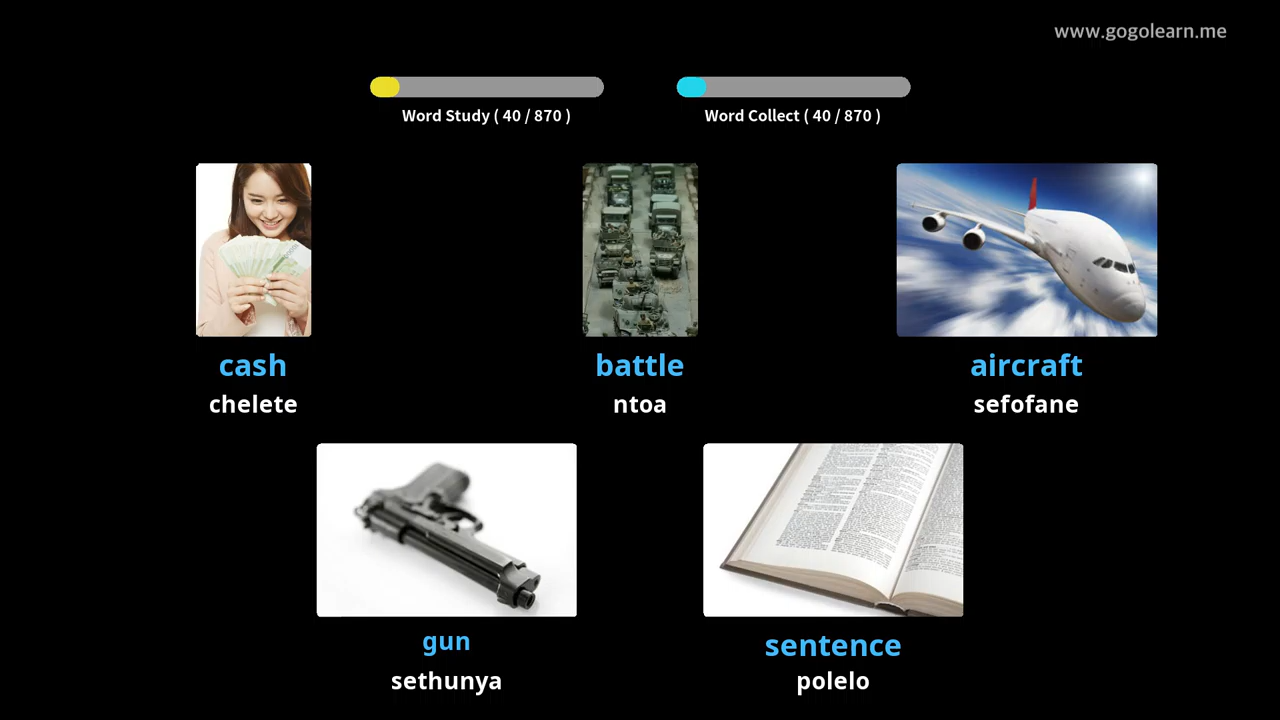 www.gogolearn.me
Word Study ( 40 / 870 )
Word Collect ( 40 / 870 )
cash
chelete
battle
ntoa
aircraft
sefofane
gun
sethunya
sentence
polelo